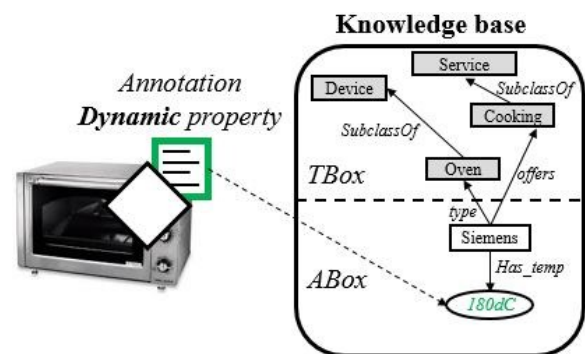 Knowledge base
Annotation
Dynamic property
Service
Device
SubclassOf
Cooking
SubclassOf
Oven
offers
TBox
type
Siemens
Has_temp
ABox
180dC